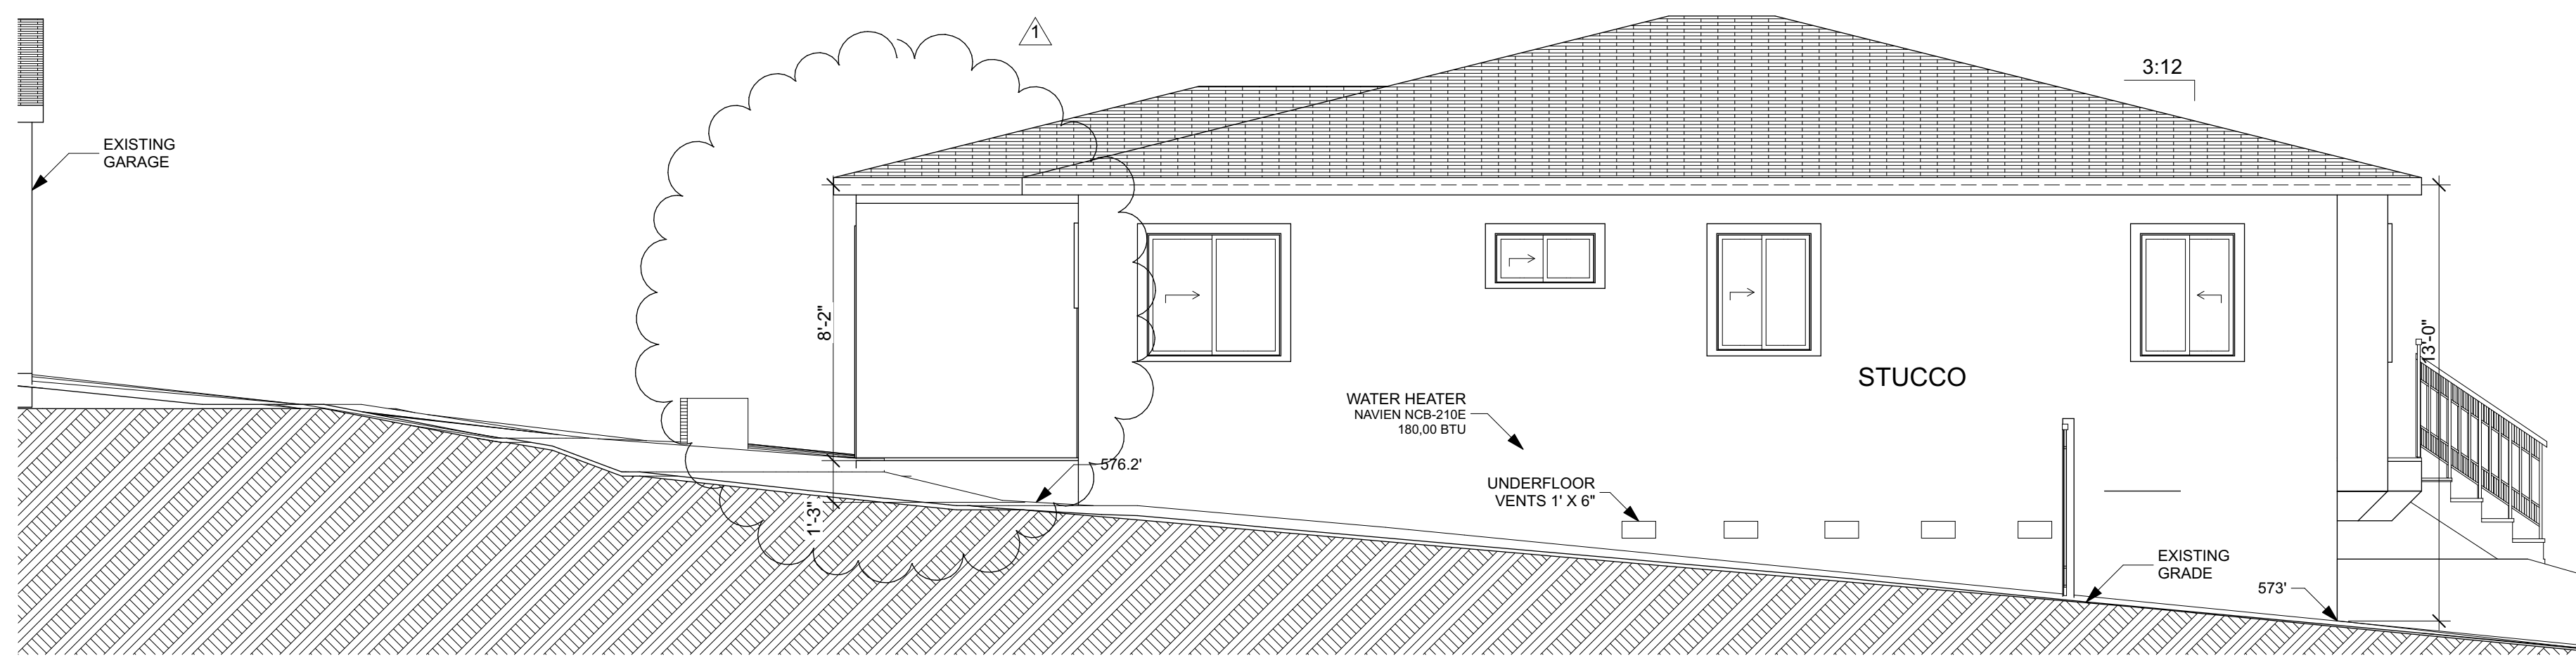 1
3:12
EXISTING
GARAGE
8'-2"
13'-0"
STUCCO
WATER HEATER
NAVIEN NCB-210E
180,00 BTU
576.2'
UNDERFLOOR
VENTS 1' X 6"
1'-3"
EXISTING
GRADE
573'